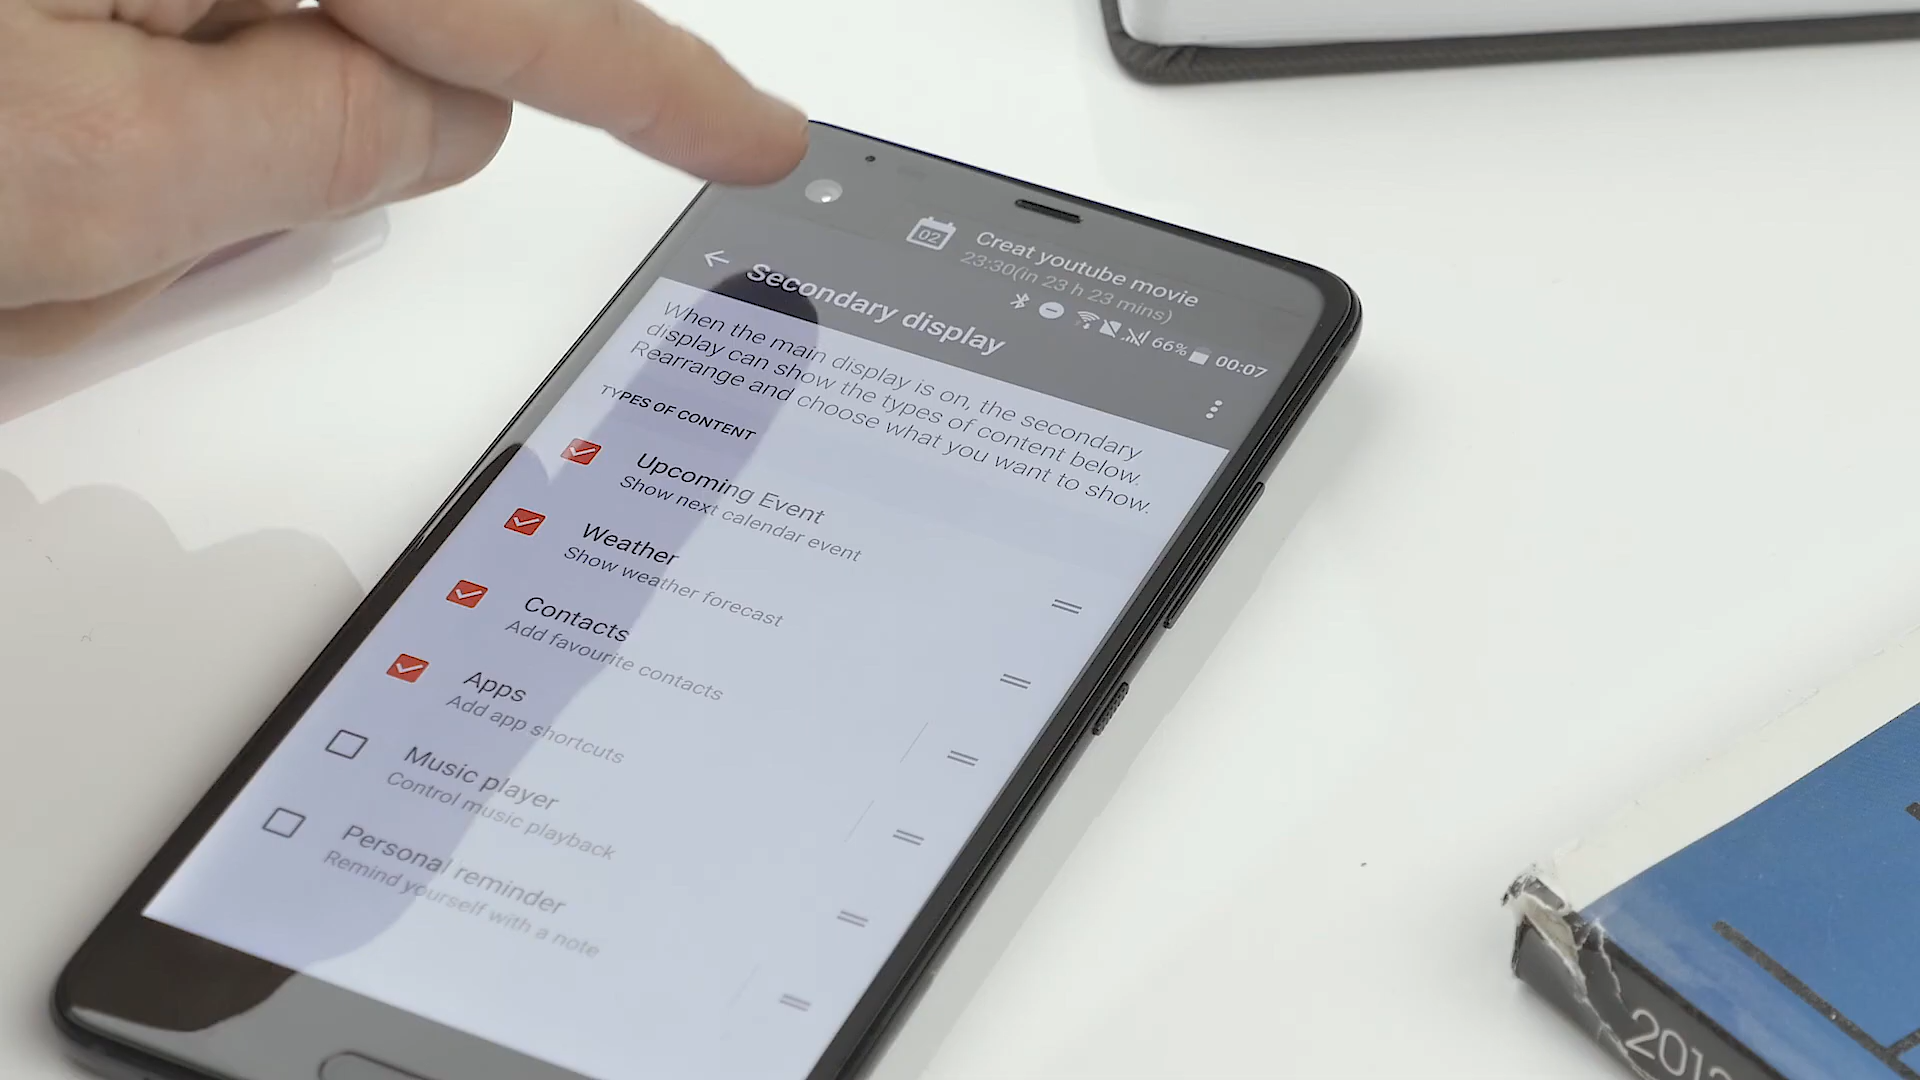 02
Creat youtube movie
23:30(in 23 h 23 mins)
66% 00:07
Secondary display
When the main display is on, the secondary
display can show the types of content below.
Rearrange and choose what you want to show.
TYPES OF CONTENT
Upcoming Event
Show next calendar event
Weather
Show weather forecast
Contacts
Add favourite contacts
Apps
Add app shortcuts
Music player
Control music playback
Personal reminder
Remind yourself with a note